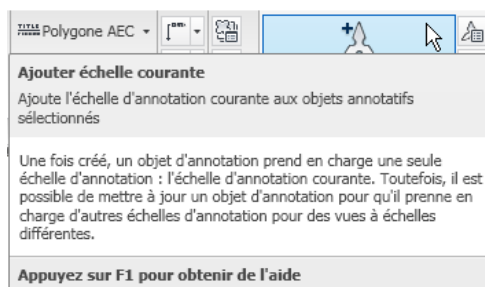 TITLE Polygone AEC
Ajouter échelle courante
Ajoute l'échelle d'annotation courante aux objets annotatifs
sélectionnés
Une fois créé, un objet d'annotation prend en charge une seule
échelle d'annotation : l'échelle d'annotation courante. Toutefois, il est
possible de mettre à jour un objet d'annotation pour qu'il prenne en
charge d'autres échelles d'annotation pour des vues à échelles
différentes.
Appuyez sur F1 pour obtenir de l'aide